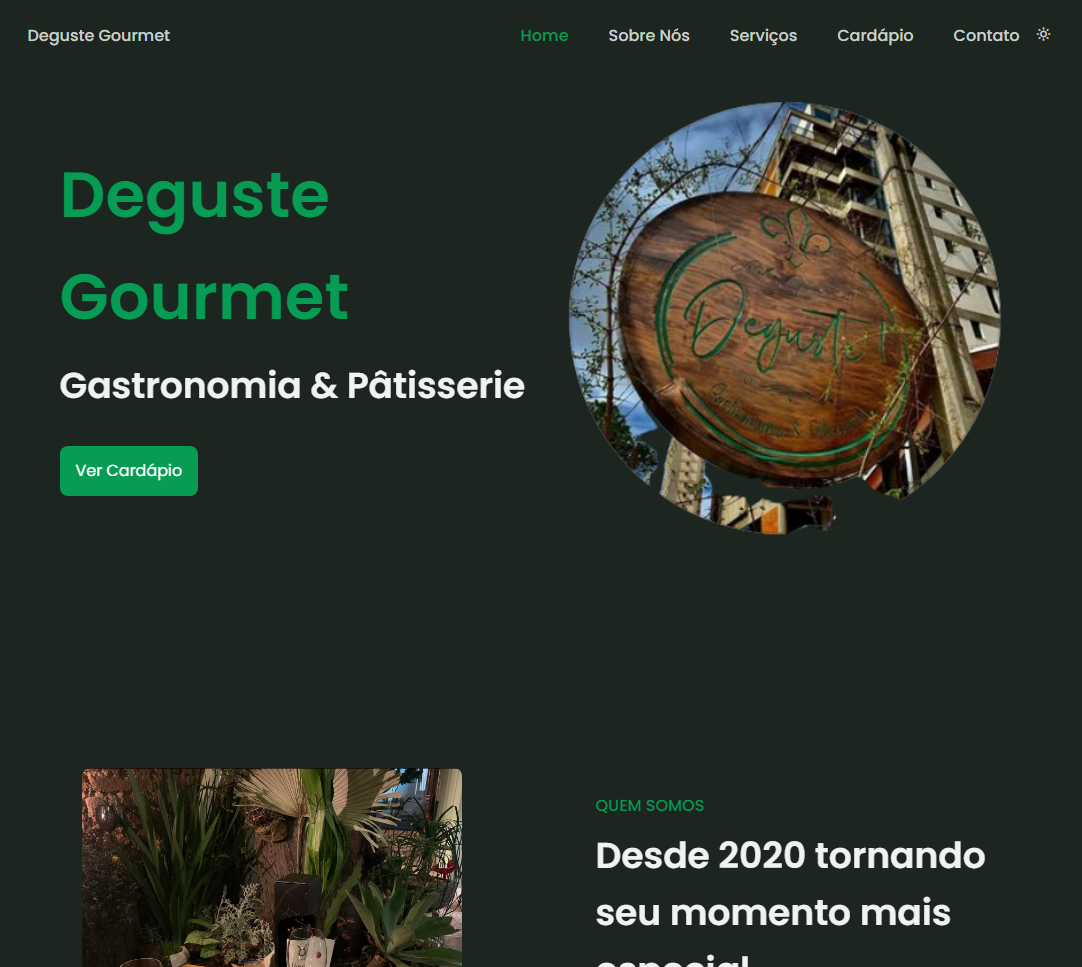 Deguste Gourmet
Home Sobre Nós Serviços Cardápio Contato
Deguste
Gourmet
Gastronomia & Pâtisserie
Ver Cardápio
Deguste
QUEM SOMOS
Desde 2020 tornando
seu momento mais
especial